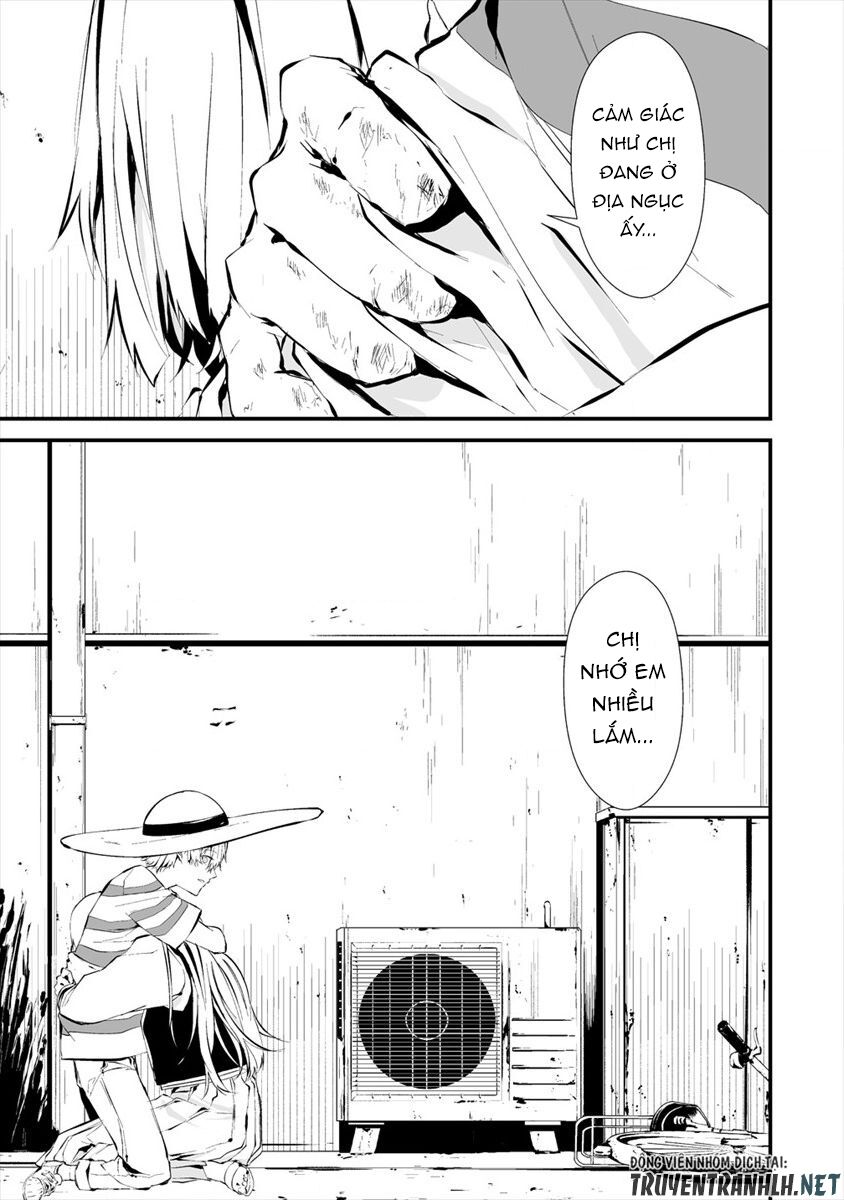 CẢM GIÁC
NHƯ CHỊ
ĐANG Ở
ĐỊA NGỤC
ẤY...
CHỊ
NHỚ EM
NHIỀU
LẮM...
ĐỘNG VIÊN NHÓM DỊCH TẠI:
TRUYENTRANHLH.NET